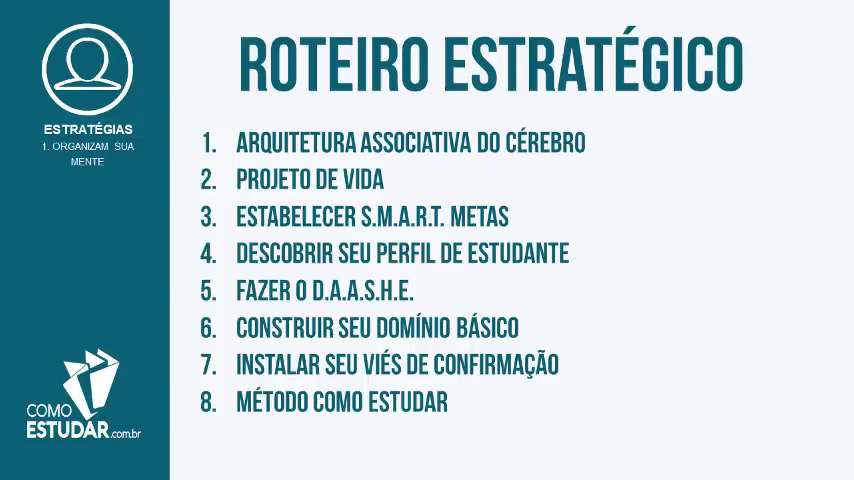 ESTRATÉGIAS
1. ORGANIZAM SUA
MENTE
COMO
ESTUDAR.com.br
ROTEIRO ESTRATÉGICO
1. ARQUITETURA ASSOCIATIVA DO CÉREBRO
2. PROJETO DE VIDA
3. ESTABELECER S.M.A.R.T. METAS
4. DESCOBRIR SEU PERFIL DE ESTUDANTE
5. FAZER O D.A.A.S.H.E.
6. CONSTRUIR SEU DOMÍNIO BÁSICO
7. INSTALAR SEU VIÉS DE CONFIRMAÇÃO
8. MÉTODO COMO ESTUDAR